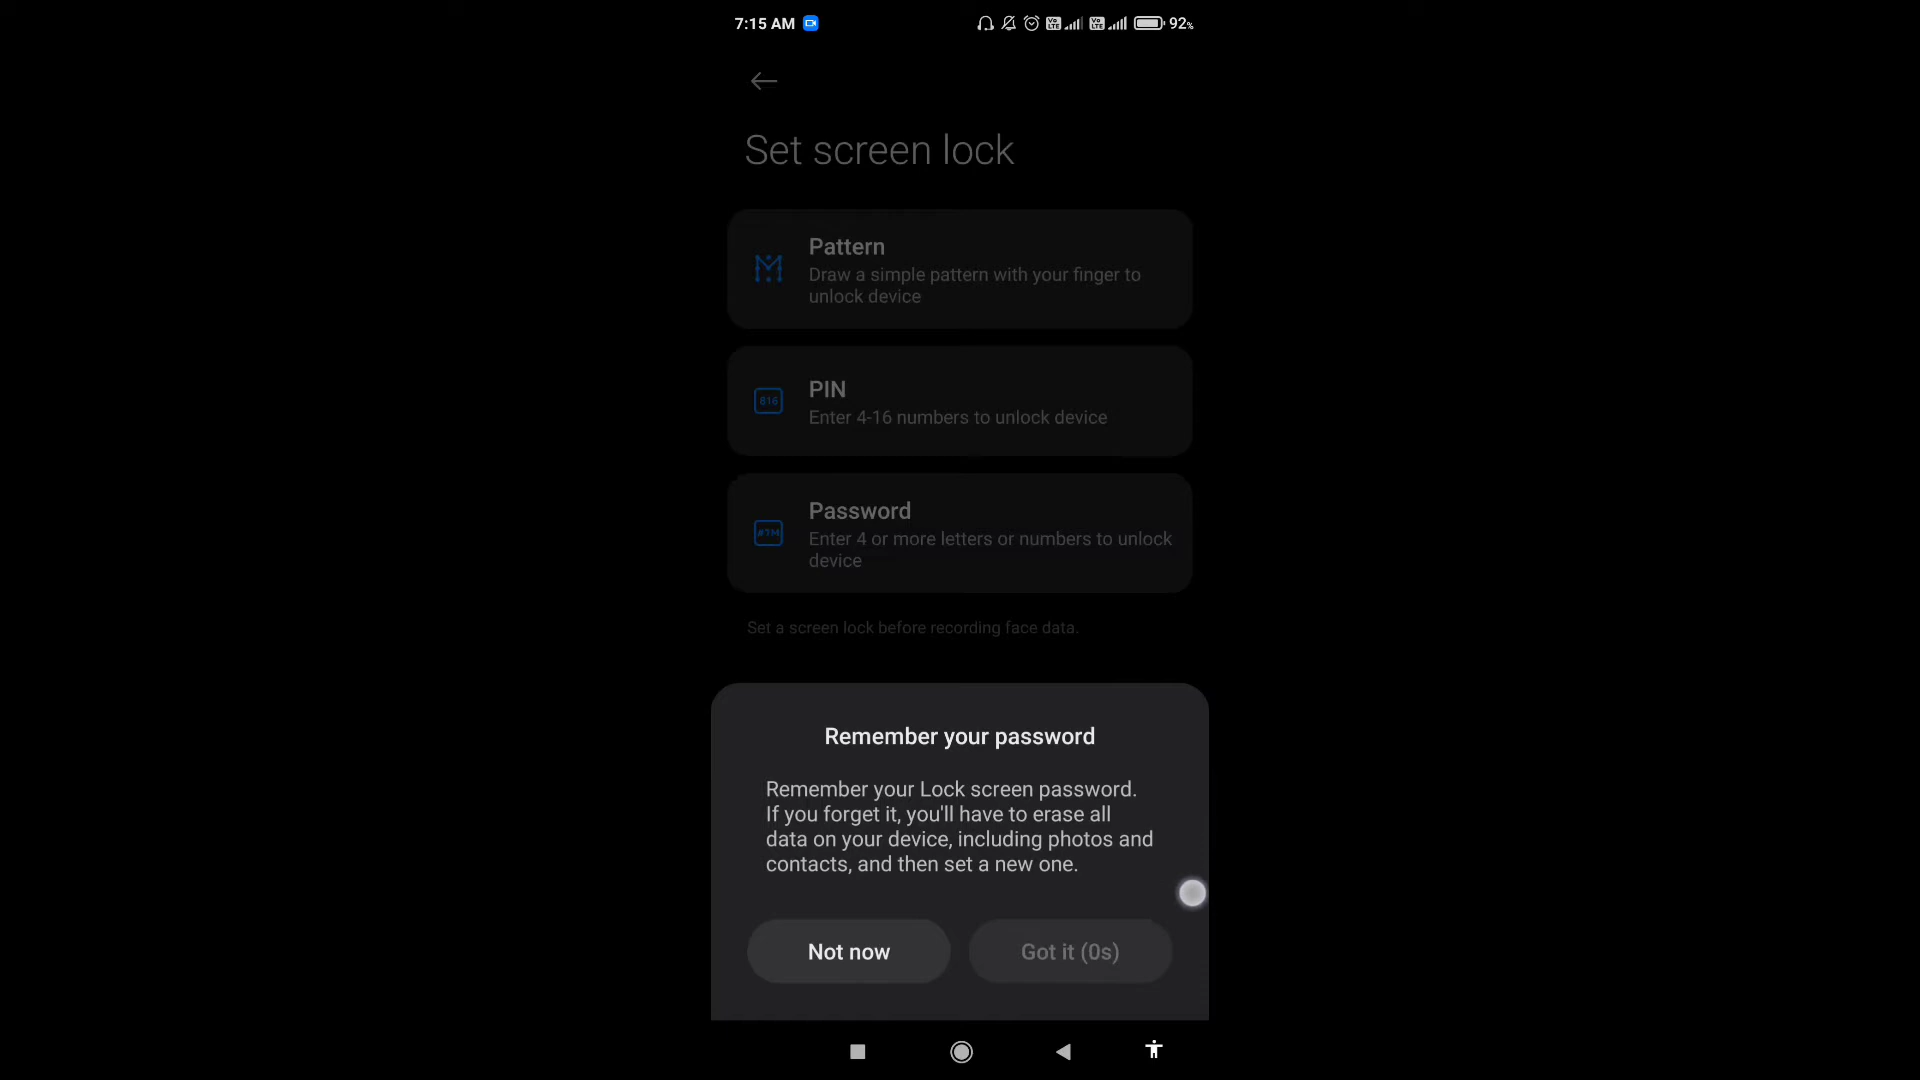 7:15 AM
92%
Set screen lock
Pattern
Draw a simple pattern with your finger to
unlock device
816
PIN
Enter 4-16 numbers to unlock device
Password
Enter 4 or more letters or numbers to unlock
device
Set a screen lock before recording face data.
Remember your password
Remember your Lock screen password.
If you forget it, you'll have to erase all
data on your device, including photos and
contacts, and then set a new one.
Not now
Got it (0s)